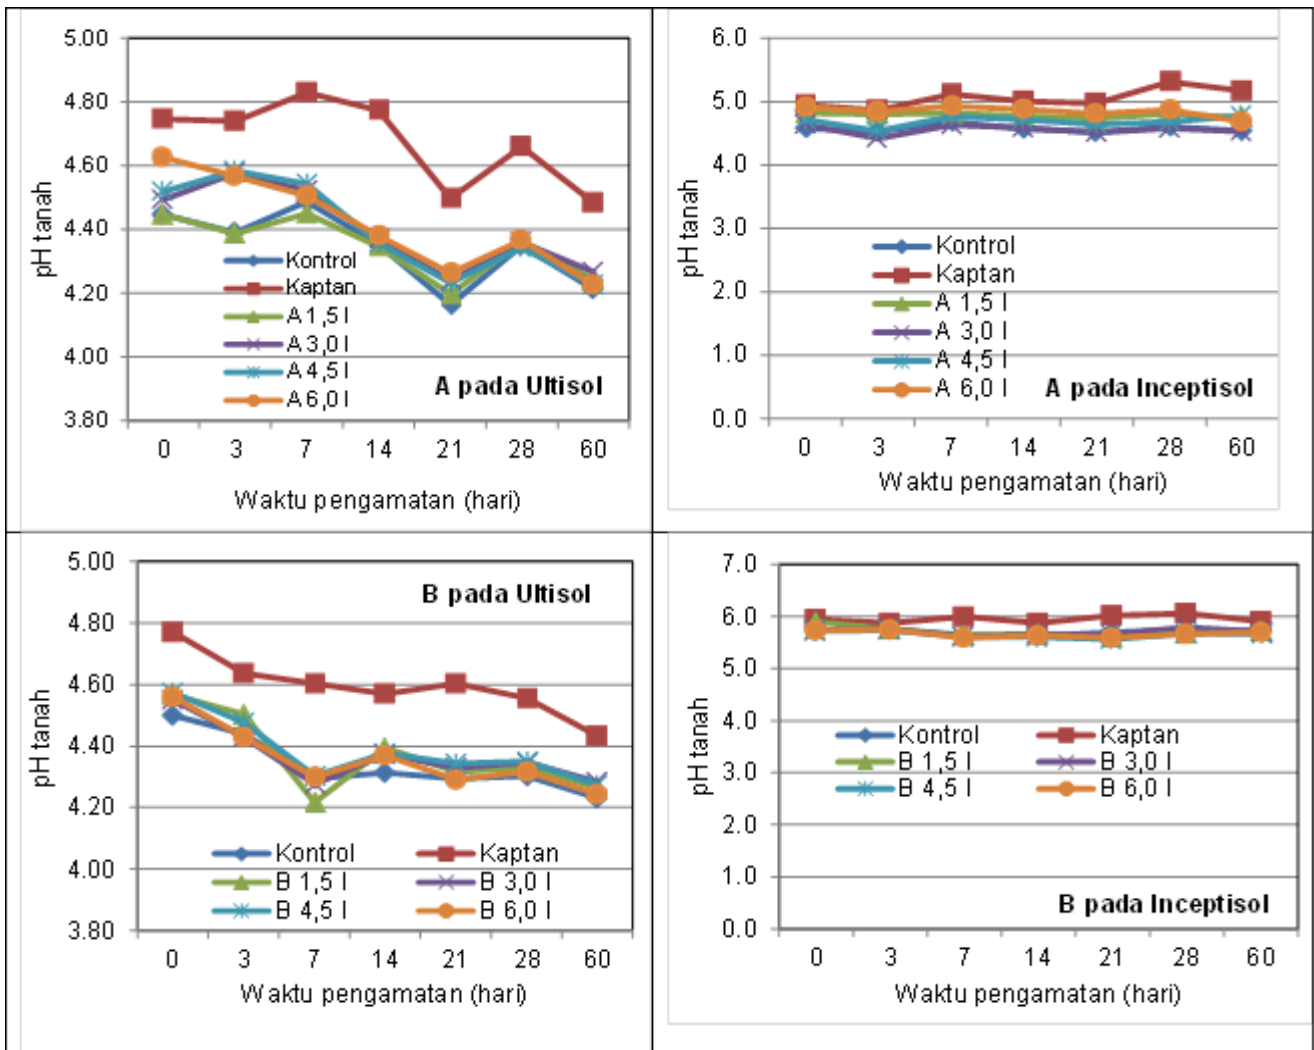 5.00
4.80
4.60
4.40
4.20
4.00
3.80
pH tanah
Kontrol
Kaptan
A 1,5 l
A 3,0 l
A 4,5 l
A 6,0 l
A pada Ultisol
0 3 7 14 21 28 60
Waktu pengamatan (hari)
6.0
5.0
4.0
3.0
2.0
1.0
0.0
pH tanah
Kontrol
Kaptan
A 1,5 l
A 3,0 l
A 4,5 l
A 6,0 l
A pada Inceptisol
0 3 7 14 21 28 60
Waktu pengamatan (hari)
5.00
4.80
4.60
4.40
4.20
4.00
3.80
pH tanah
B pada Ultisol
Kontrol Kaptan
B 1,5 l B 3,0 l
B 4,5 l B 6,0 l
0 3 7 14 21 28 60
Waktu pengamatan (hari)
7.0
6.0
5.0
4.0
3.0
2.0
1.0
0.0
pH tanah
Kontrol Kaptan
B 1,5 l B 3,0 l
B 4,5 l B 6,0 l
B pada Inceptisol
0 3 7 14 21 28 60
Waktu pengamatan (hari)